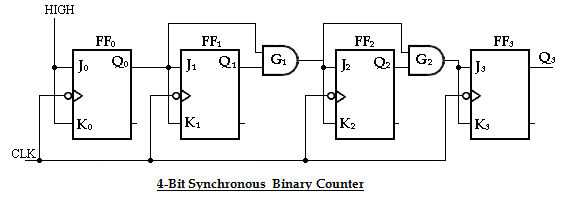 HIGH
FF₀ FF₁ FF₂ FF₃
J₀ Q₀ J₁ Q₁ G₁ J₂ Q₂ G₂ J₃ Q₃
K₀ K₁ K₂ K₃
CLK
4-Bit Synchronous Binary Counter